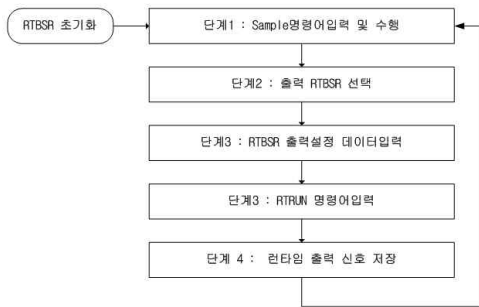 RTBSR 초기화
단계1 : Sample명령어입력 및 수행
단계2 : 출력 RTBSR 선택
단계3 : RTBSR 출력설정 데이터입력
단계3 : RTRUN 명령어입력
단계 4 : 런타임 출력 신호 저장